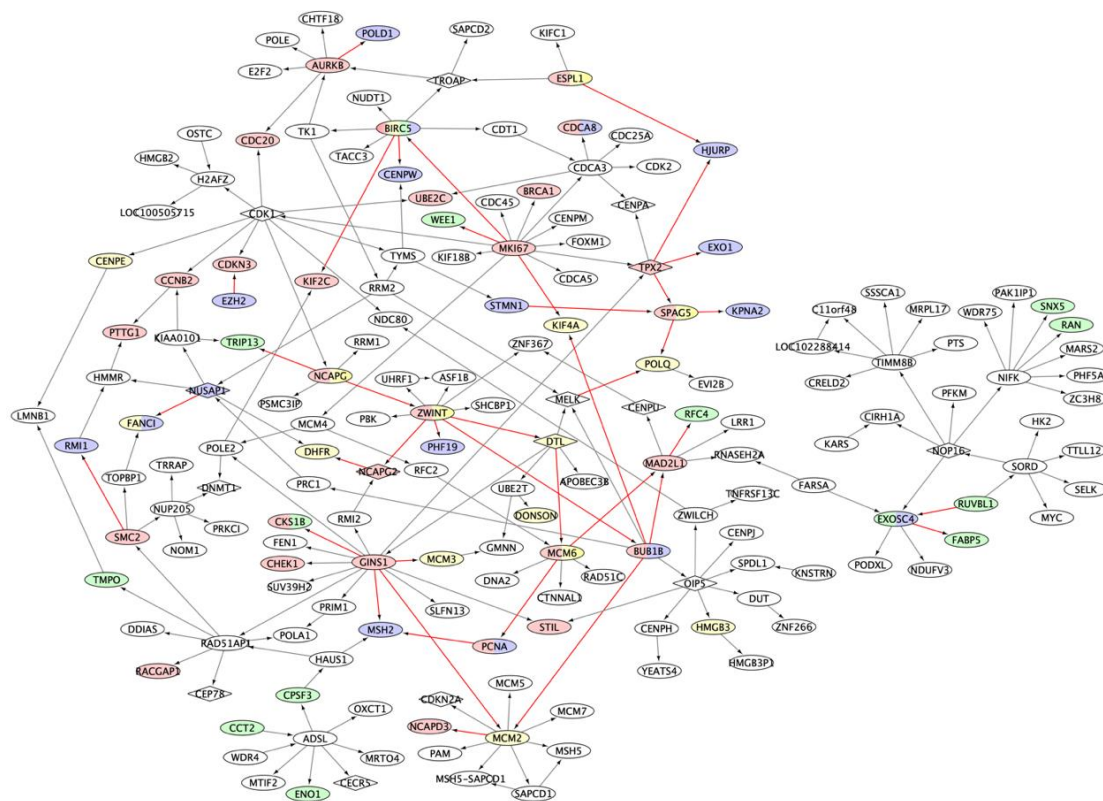 CHTF18
POLD1
SAPCD2
KIFC1
POLE
AURKB
E2F2
TROAP
ESPL1
NUDT1
BIRC5
CDT1
CDCA8
CDC25A
HJURP
OSTC
CDC20
TK1
TACC3
CDCA3
CDK2
HMGB2
H2AFZ
CENPW
UBE2C
BRCA1
CENPA
LOC100505715
CDK1
WEE1
CDC45
CENPM
MKI67
FOXM1
CENPE
TYMS
KIF18B
CDCA5
TPX2
EXO1
CCNB2
CDKN3
KIF2C
RRM2
EZH2
STMN1
SPAG5
KPNA2
PAK1IP1
SSSCA1
C11orf48
MRPL17
WDR75
SNX5
PTTG1
KIAA0101
TRIP13
NDC80
KIF4A
ZNF367
RAN
LOC102288414
TIMM8B
PTS
MARS2
RRM1
POLQ
NIFK
PHF5A
HMMR
NUSAP1
NCAPG
UHRF1
ASF1B
EVI2B
CRELD2
ZC3H8
PSMC3IP
MELK
LMNB1
FANCI
PBK
ZWINT
SHCBP1
CENPU
RFC4
CIRH1A
PFKM
HK2
RMI1
POLE2
MCM4
PHF19
DTL
LRR1
KARS
NOP16
TTLL12
TOPBP1
DHFR
NCAPG2
RFC2
MAD2L1
RNASEH2A
SORD
TRRAP
DNMT1
PRC1
UBE2T
APOBEC3B
FARSA
SELK
NUP205
TNFRSF13C
RUVBL1
MYC
SMC2
PRKCI
CKS1B
RMI2
DONSON
ZWILCH
EXOSC4
NOM1
FEN1
GMNN
CENPJ
FABP5
TMPO
CHEK1
GINS1
MCM3
MCM6
BUB1B
PODXL
NDUFV3
SUV39H2
DNA2
RAD51C
OIP5
SPDL1
KNSTRN
CTNNAL1
DUT
PRIM1
SLFN13
DDIAS
RAD51AP1
POLA1
MSH2
PCNA
STIL
CENPH
HMGB3
ZNF266
RACGAP1
HAUS1
YEATS4
HMGB3P1
CEP78
CPSF3
MCM5
CDKN2A
OXCT1
MCM7
CCT2
NCAPD3
MCM2
ADSL
WDR4
MRTO4
PAM
MSH5
MTIF2
CECR5
MSH5-SAPCD1
ENO1
SAPCD1